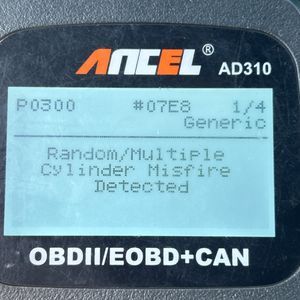 ANCEL® AD310
P0300 #07E8 1/4
Generic
Random/Multiple
Cylinder Misfire
Detected
OBDII/EOBD+CAN